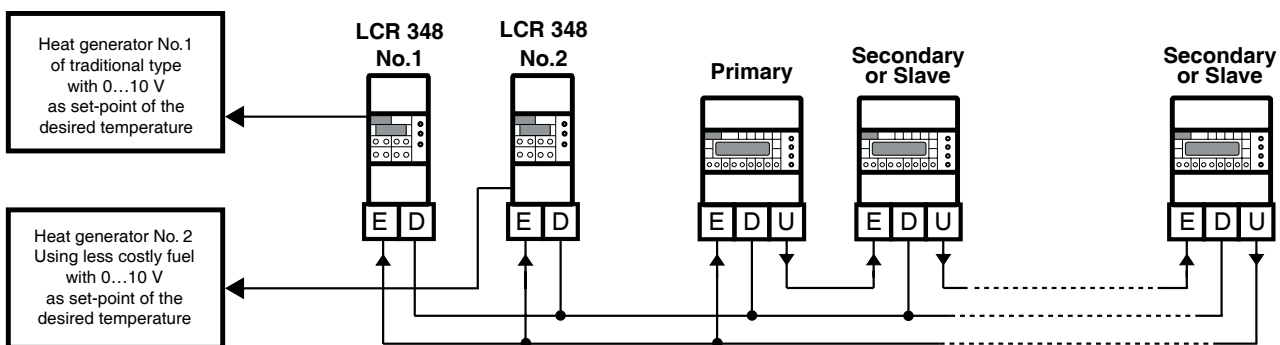 Heat generator No.1
of traditional type
with 0…10 V
as set-point of the
desired temperature
LCR 348
No.1
LCR 348
No.2
Primary
Secondary
or Slave
Secondary
or Slave
E D
E D
E D U
E D U
E D U
Heat generator No. 2
Using less costly fuel
with 0…10 V
as set-point of the
desired temperature